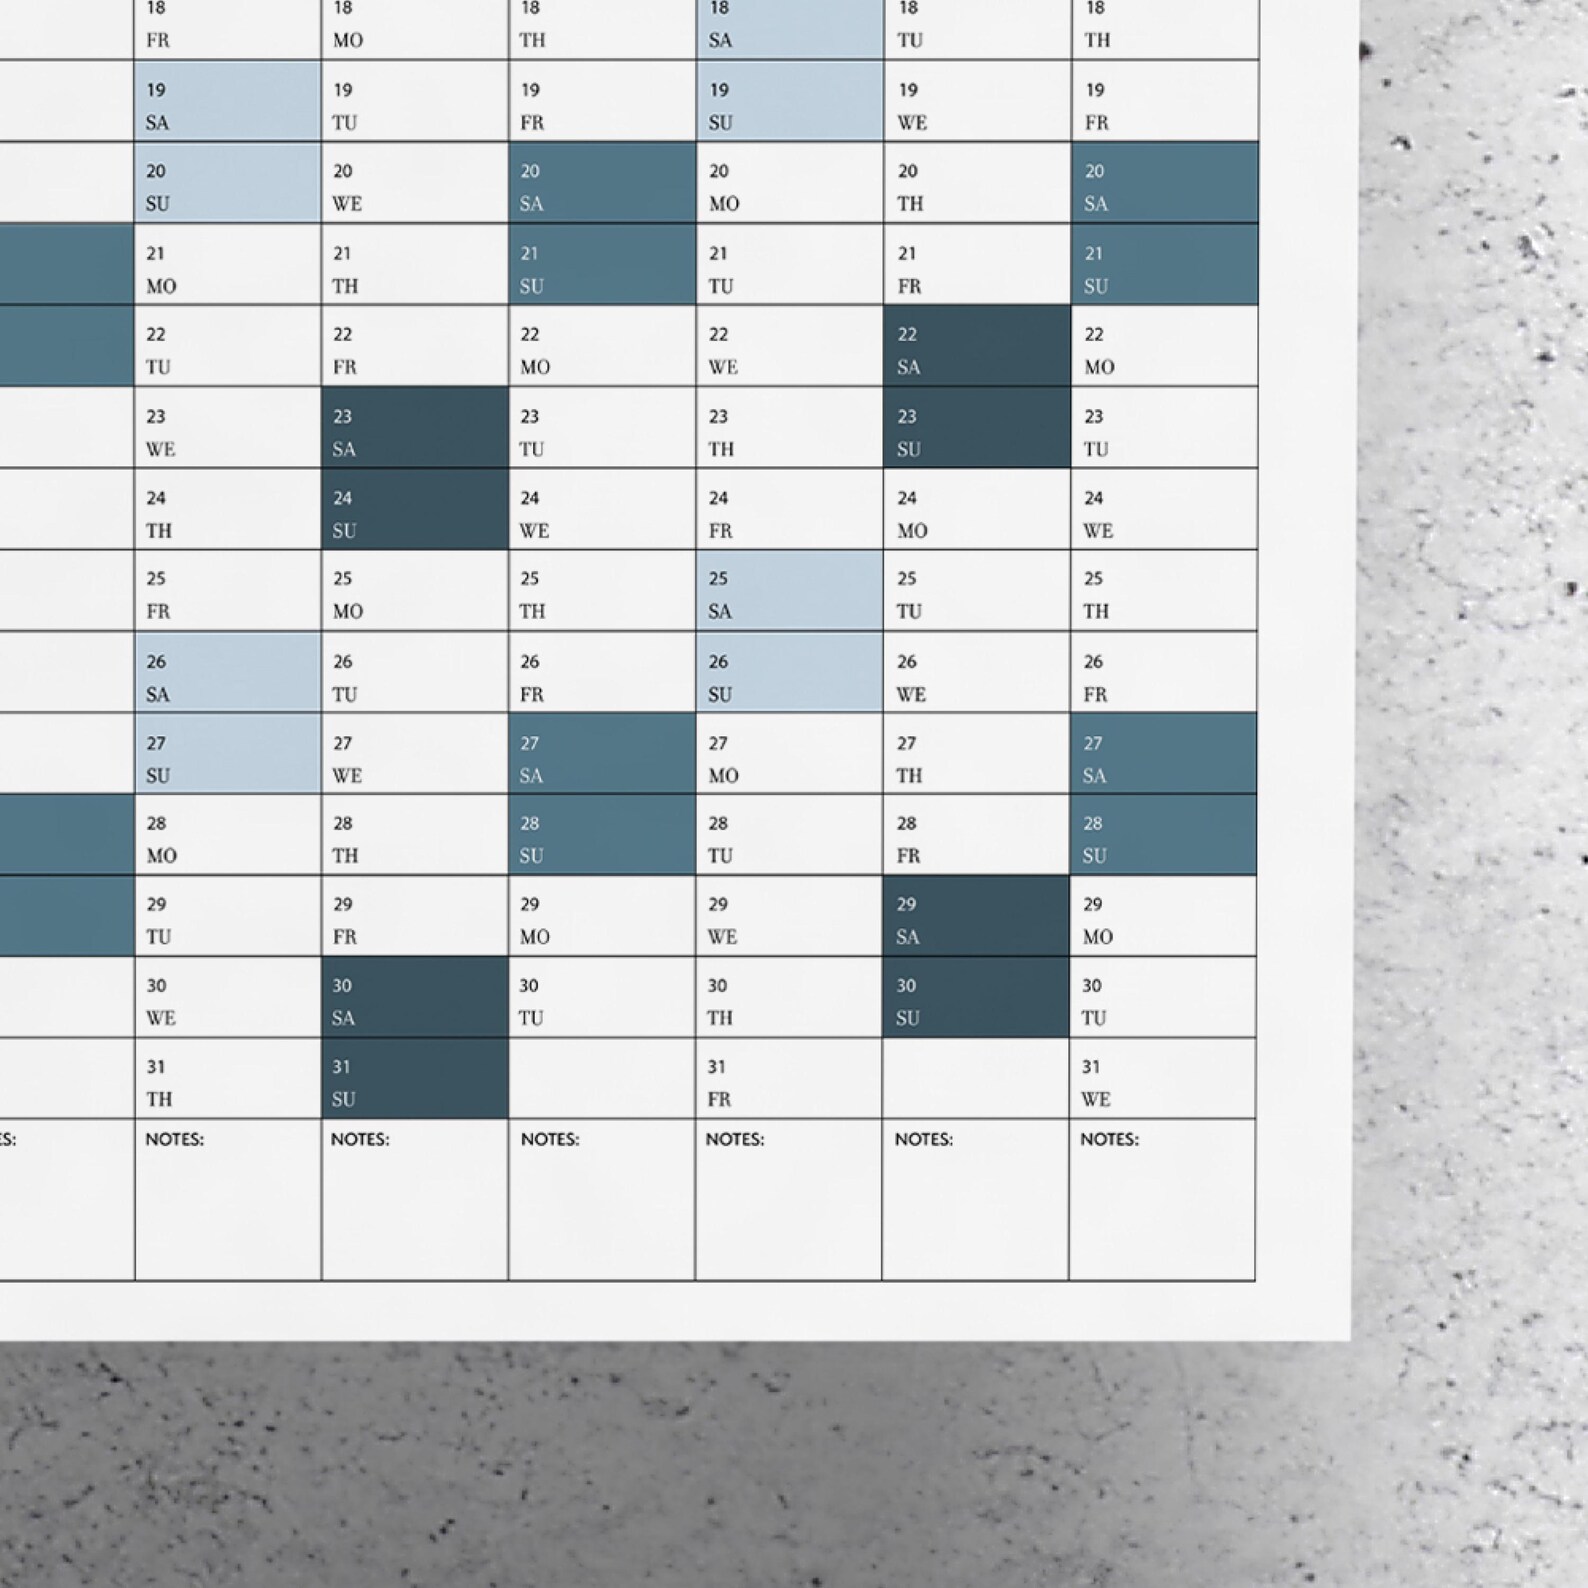 18 18 18 18 18 18
FR MO TH SA TU TH
19 19 19 19 19 19
SA TU FR SU WE FR
20 20 20 20 20 20
SU WE SA MO TH SA
21 21 21 21 21 21
MO TH SU TU FR SU
22 22 22 22 22 22
TU FR MO WE SA MO
23 23 23 23 23 23
WE SA TU TH SU TU
24 24 24 24 24 24
TH SU WE FR MO WE
25 25 25 25 25 25
FR MO TH SA TU TH
26 26 26 26 26 26
SA TU FR SU WE FR
27 27 27 27 27 27
SU WE SA MO TH SA
28 28 28 28 28 28
MO TH SU TU FR SU
29 29 29 29 29 29
TU FR MO WE SA MO
30 30 30 30 30 30
WE SA TU TH SU TU
31 31 31 31
TH SU FR WE
ES: NOTES: NOTES: NOTES: NOTES: NOTES: NOTES: